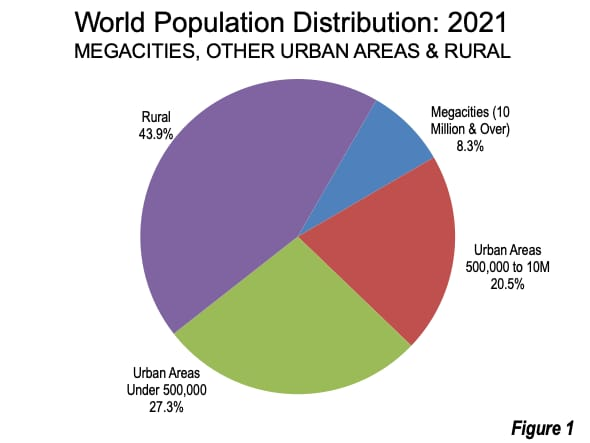 World Population Distribution: 2021
MEGACITIES, OTHER URBAN AREAS & RURAL
Rural
43.9%
Megacities (10
Million & Over)
8.3%
Urban Areas
500,000 to 10M
20.5%
Urban Areas
Under 500,000
27.3%
Figure 1